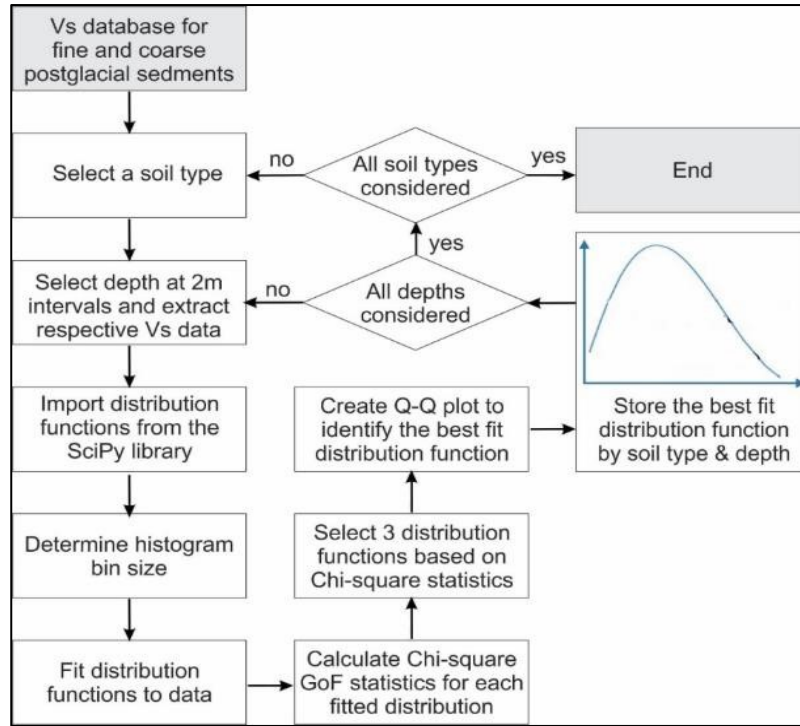 Vs database for
fine and coarse
postglacial sediments
Select a soil type
no
All soil types
considered
yes
End
yes
Select depth at 2m
intervals and extract
respective Vs data
no
All depths
considered
Import distribution
functions from the
SciPy library
Create Q-Q plot to
identify the best fit
distribution function
Store the best fit
distribution function
by soil type & depth
Determine histogram
bin size
Select 3 distribution
functions based on
Chi-square statistics
Fit distribution
functions to data
Calculate Chi-square
GoF statistics for each
fitted distribution